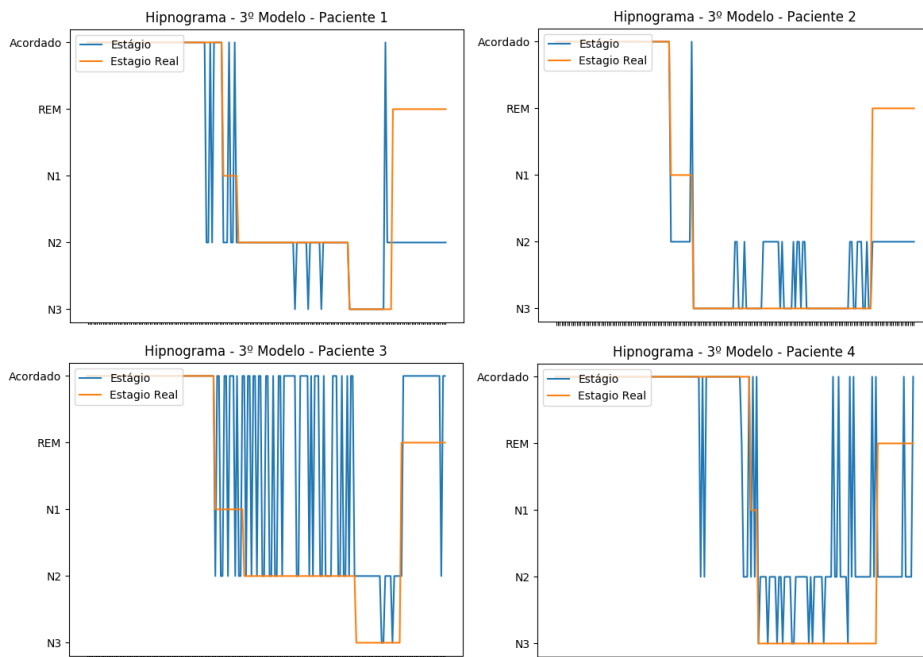 Hipnograma - 3º Modelo - Paciente 1
Acordado
REM
N1
N2
N3
Estágio
Estagio Real
Hipnograma - 3º Modelo - Paciente 2
Acordado
REM
N1
N2
N3
Estágio
Estagio Real
Hipnograma - 3º Modelo - Paciente 3
Acordado
REM
N1
N2
N3
Estágio
Estagio Real
Hipnograma - 3º Modelo - Paciente 4
Acordado
REM
N1
N2
N3
Estágio
Estagio Real